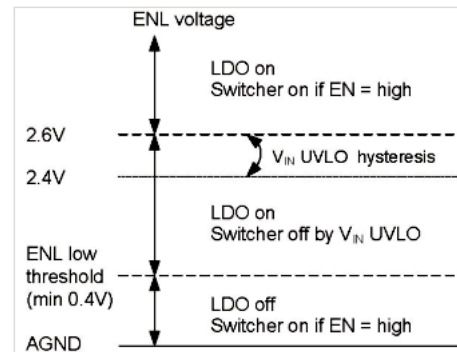 ENL voltage
LDO on
Switcher on if EN = high
2.6V
VIN UVLO hysteresis
2.4V
LDO on
Switcher off by VIN UVLO
ENL low
threshold
(min 0.4V)
LDO off
Switcher on if EN = high
AGND